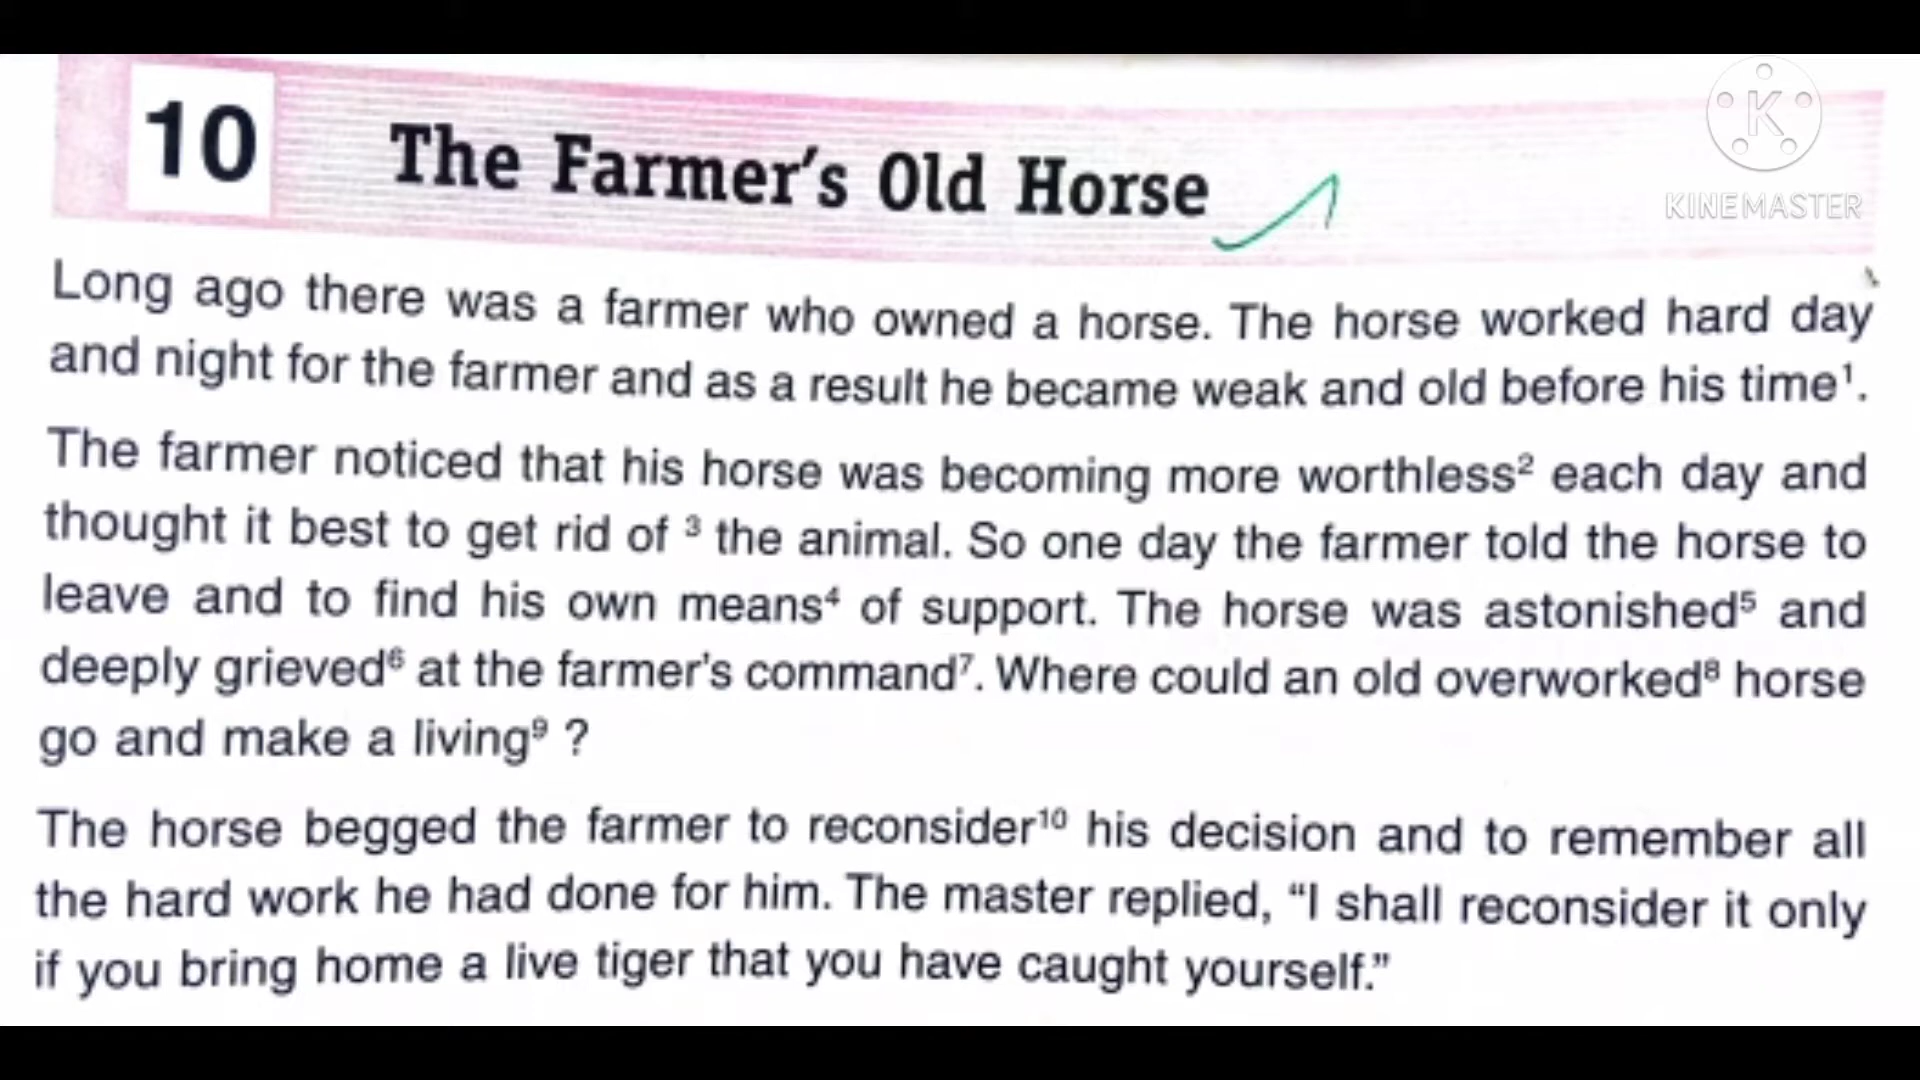 10 The Farmer's Old Horse
K
KINEMASTER
Long ago there was a farmer who owned a horse. The horse worked hard day
and night for the farmer and as a result he became weak and old before his time¹.
The farmer noticed that his horse was becoming more worthless² each day and
thought it best to get rid of ³ the animal. So one day the farmer told the horse to
leave and to find his own means⁴ of support. The horse was astonished⁵ and
deeply grieved⁶ at the farmer's command⁷. Where could an old overworked⁸ horse
go and make a living⁹ ?
The horse begged the farmer to reconsider¹⁰ his decision and to remember all
the hard work he had done for him. The master replied, “I shall reconsider it only
if you bring home a live tiger that you have caught yourself.”